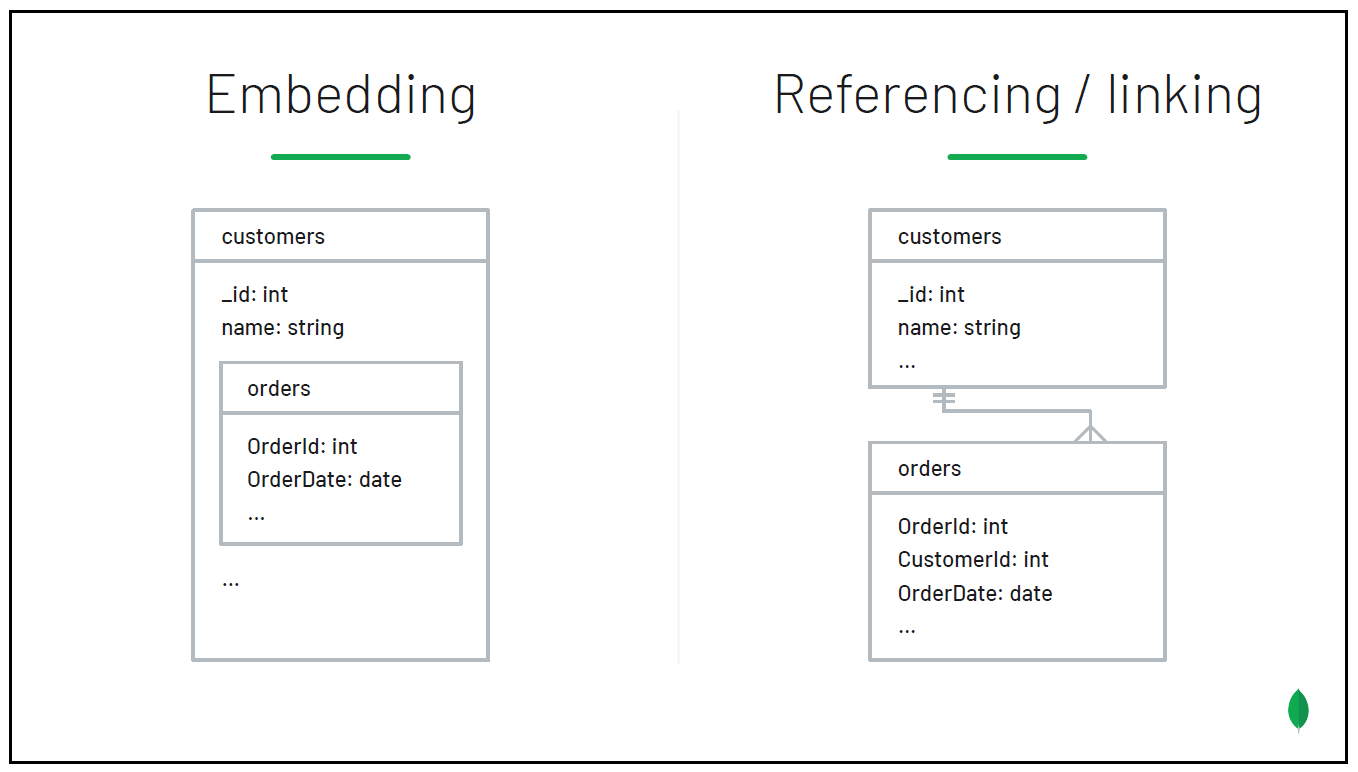 Embedding
customers
_id: int
name: string
orders
OrderId: int
OrderDate: date
...
...
Referencing / linking
customers
_id: int
name: string
...
orders
OrderId: int
CustomerId: int
OrderDate: date
...